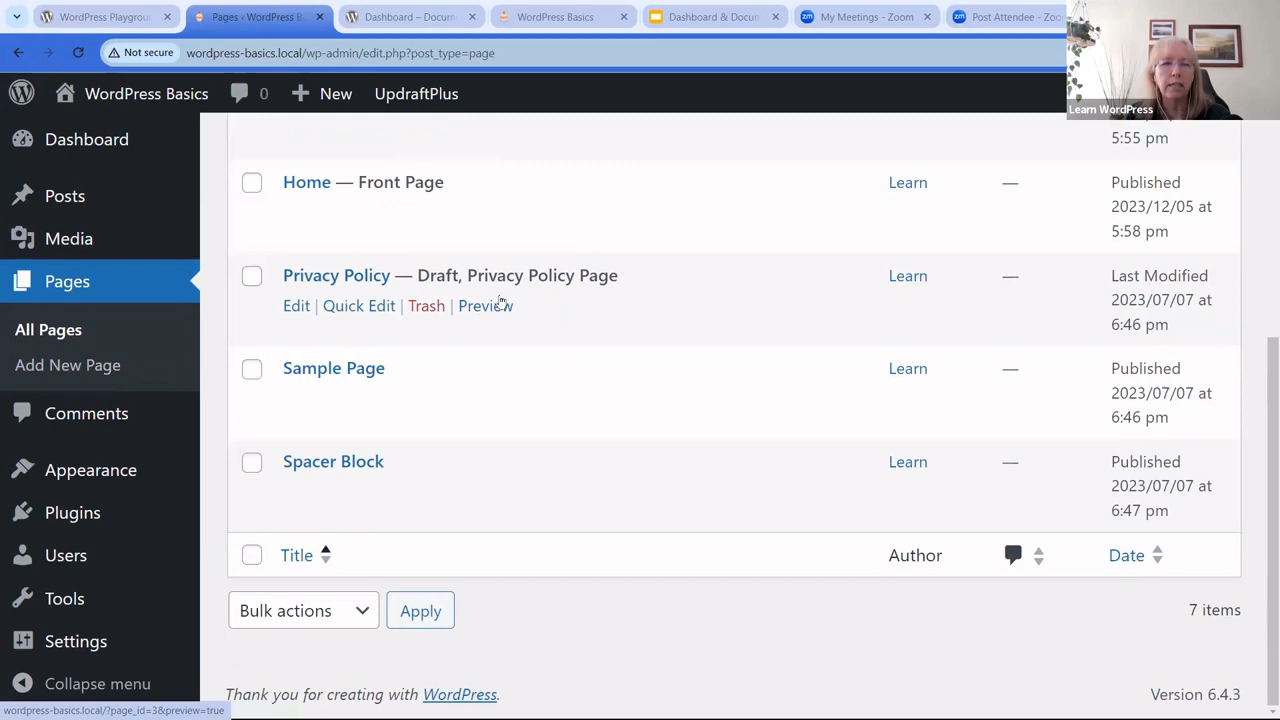 WordPress Playgroun
Pages ‹ WordPress B
Dashboard – Docum
WordPress Basics
Dashboard & Docum
My Meetings - Zoom
Post Attendee - Zoo
Not secure
wordpress-basics.local/wp-admin/edit.php?post_type=page
WordPress Basics
0
New
UpdraftPlus
Learn WordPress
Dashboard
Posts
Media
Pages
All Pages
Add New Page
Comments
Appearance
Plugins
Users
Tools
Settings
Collapse menu
5:55 pm
Home — Front Page
Learn
—
Published
2023/12/05 at
5:58 pm
Privacy Policy — Draft, Privacy Policy Page
Edit | Quick Edit | Trash | Preview
Learn
—
Last Modified
2023/07/07 at
6:46 pm
Sample Page
Learn
—
Published
2023/07/07 at
6:46 pm
Spacer Block
Learn
—
Published
2023/07/07 at
6:47 pm
Title
Author
Date
Bulk actions
Apply
7 items
Thank you for creating with WordPress.
Version 6.4.3
wordpress-basics.local/?page_id=3&preview=true